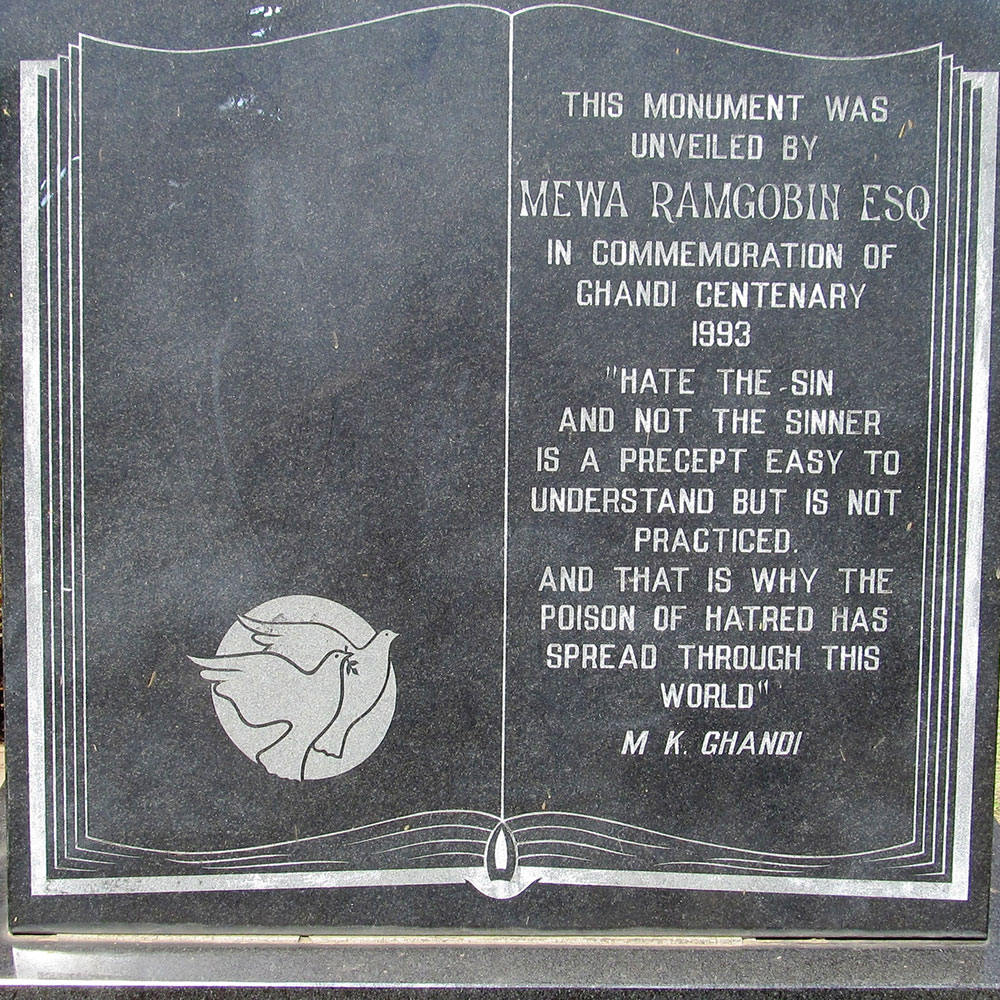 THIS MONUMENT WAS
UNVEILED BY
MEWA RAMGOBIN ESQ
IN COMMEMORATION OF
GHANDI CENTENARY
1993
"HATE THE SIN
AND NOT THE SINNER
IS A PRECEPT EASY TO
UNDERSTAND BUT IS NOT
PRACTICED.
AND THAT IS WHY THE
POISON OF HATRED HAS
SPREAD THROUGH THIS
WORLD"
M K. GHANDI